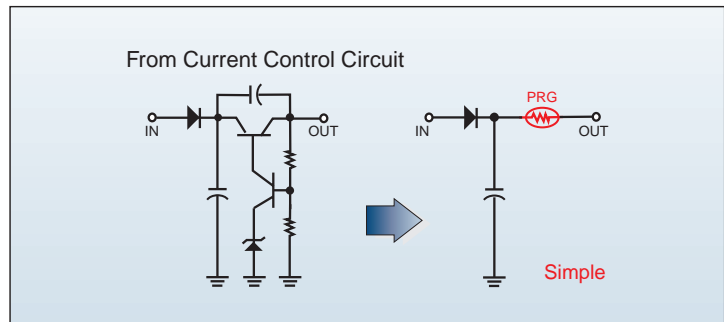 From Current Control Circuit
IN
OUT
PRG
IN
OUT
Simple